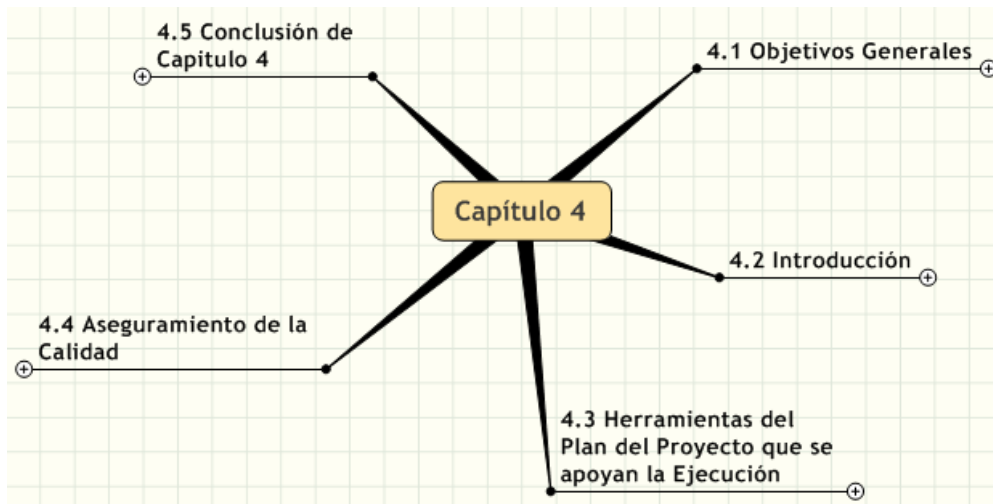 Capítulo 4
4.1 Objetivos Generales
4.2 Introducción
4.3 Herramientas del
Plan del Proyecto que se
apoyan la Ejecución
4.4 Aseguramiento de la
Calidad
4.5 Conclusión de
Capitulo 4